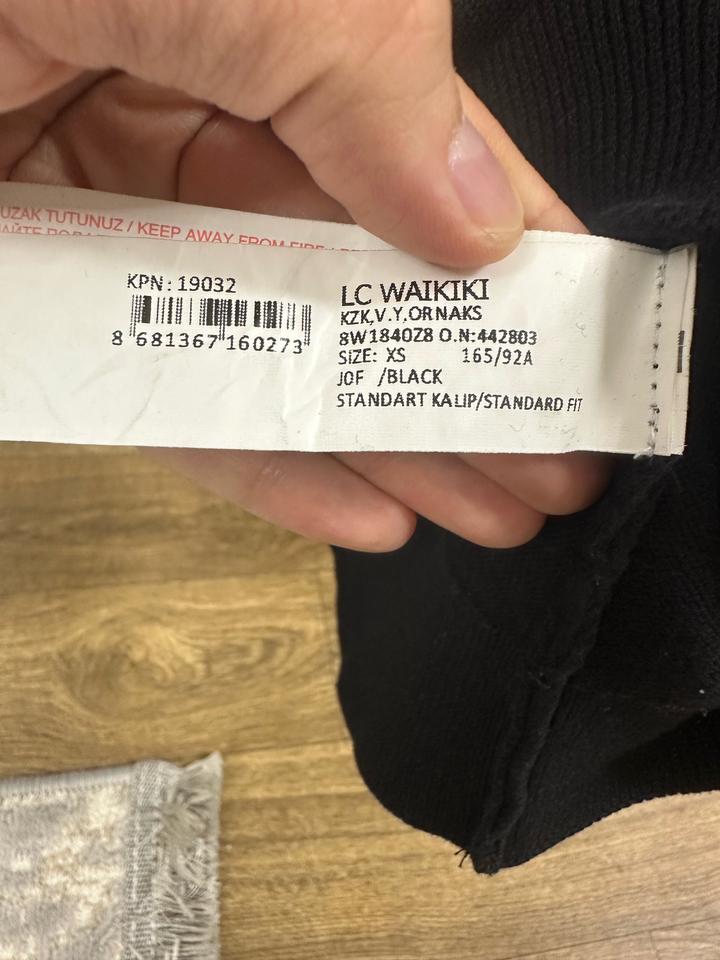 UZAK TUTUNUZ / KEEP AWAY FROM FIRE
KPN: 19032
8 681367 160273
LC WAIKIKI
KZK,V.Y,ORNAKS
8W1840Z8 O.N:442803
SIZE: XS 165/92A
JOF /BLACK
STANDART KALIP/STANDARD FIT